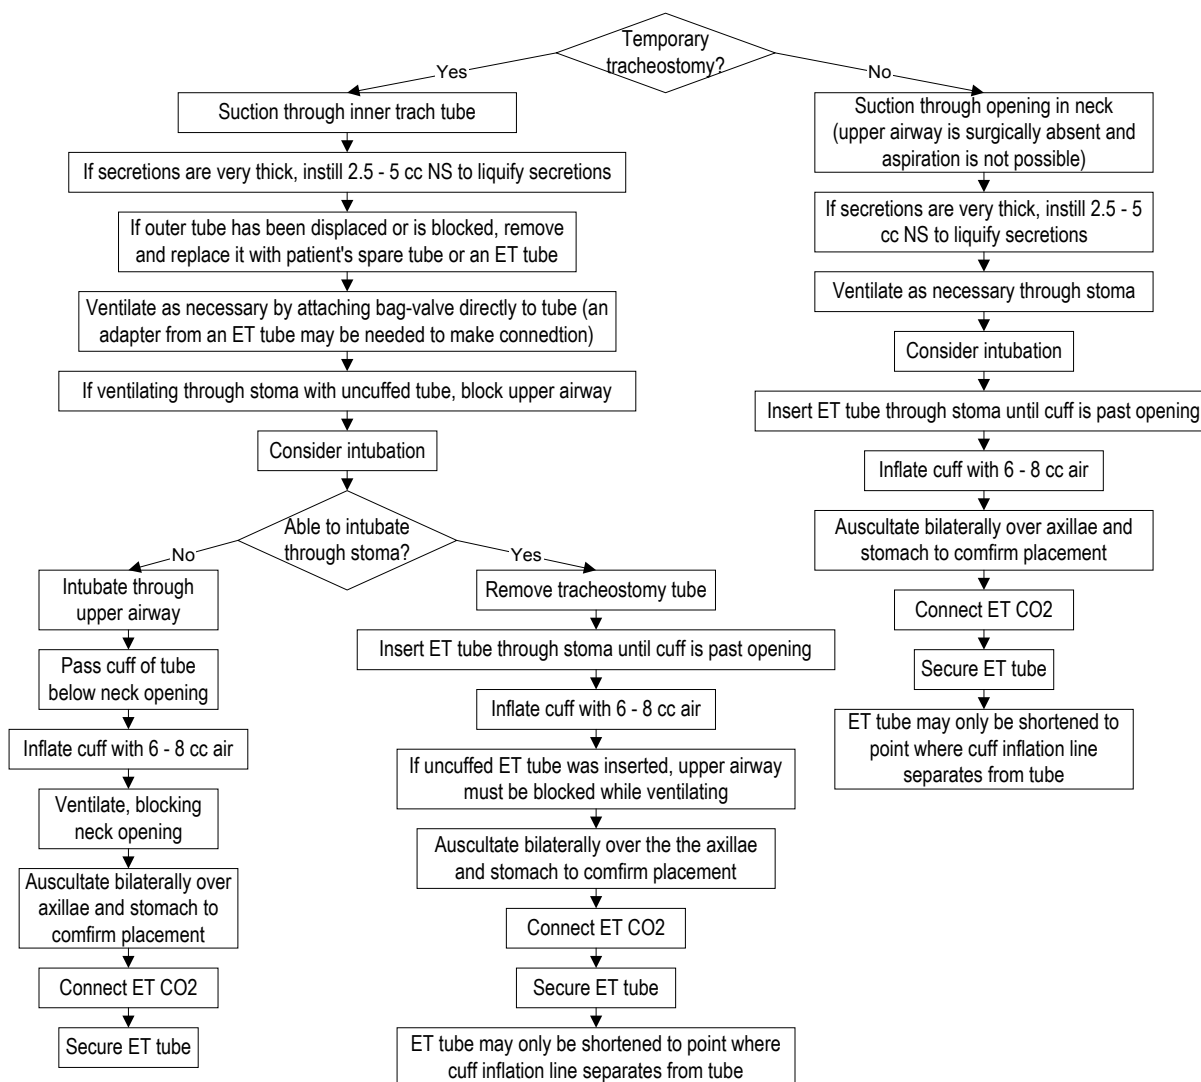 Temporary
tracheostomy?
Yes
No
Suction through inner trach tube
If secretions are very thick, instill 2.5 - 5 cc NS to liquify secretions
If outer tube has been displaced or is blocked, remove
and replace it with patient's spare tube or an ET tube
Ventilate as necessary by attaching bag-valve directly to tube (an
adapter from an ET tube may be needed to make connedtion)
If ventilating through stoma with uncuffed tube, block upper airway
Consider intubation
Able to intubate
through stoma?
No
Yes
Intubate through
upper airway
Pass cuff of tube
below neck opening
Inflate cuff with 6 - 8 cc air
Ventilate, blocking
neck opening
Auscultate bilaterally over
axillae and stomach to
comfirm placement
Connect ET CO2
Secure ET tube
Remove tracheostomy tube
Insert ET tube through stoma until cuff is past opening
Inflate cuff with 6 - 8 cc air
If uncuffed ET tube was inserted, upper airway
must be blocked while ventilating
Auscultate bilaterally over the the axillae
and stomach to comfirm placement
Connect ET CO2
Secure ET tube
ET tube may only be shortened to point where
cuff inflation line separates from tube
Suction through opening in neck
(upper airway is surgically absent and
aspiration is not possible)
If secretions are very thick, instill 2.5 - 5
cc NS to liquify secretions
Ventilate as necessary through stoma
Consider intubation
Insert ET tube through stoma until cuff is past opening
Inflate cuff with 6 - 8 cc air
Auscultate bilaterally over axillae and
stomach to comfirm placement
Connect ET CO2
Secure ET tube
ET tube may only be shortened to
point where cuff inflation line
separates from tube